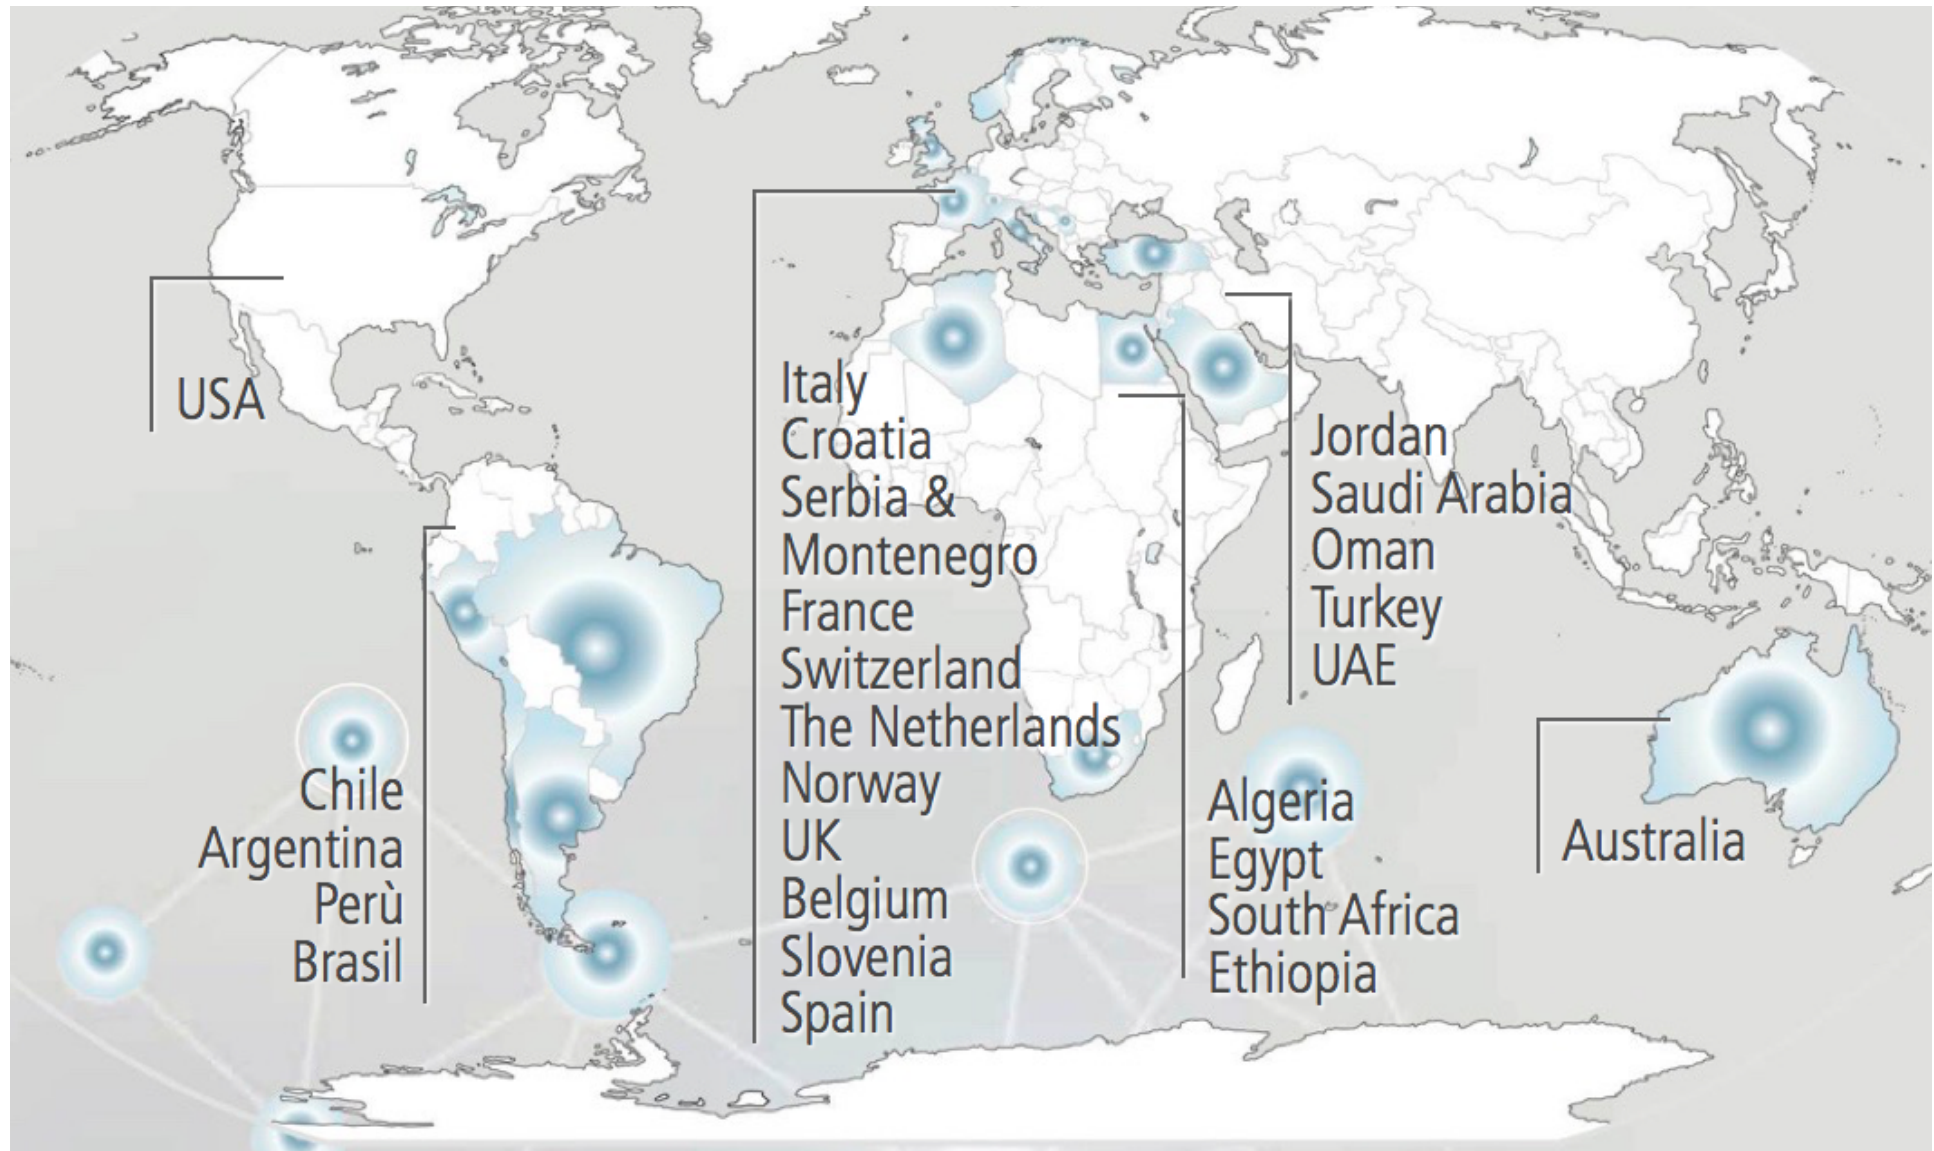 USA
Chile
Argentina
Perù
Brasil
Italy
Croatia
Serbia &
Montenegro
France
Switzerland
The Netherlands
Norway
UK
Belgium
Slovenia
Spain
Jordan
Saudi Arabia
Oman
Turkey
UAE
Algeria
Egypt
South Africa
Ethiopia
Australia